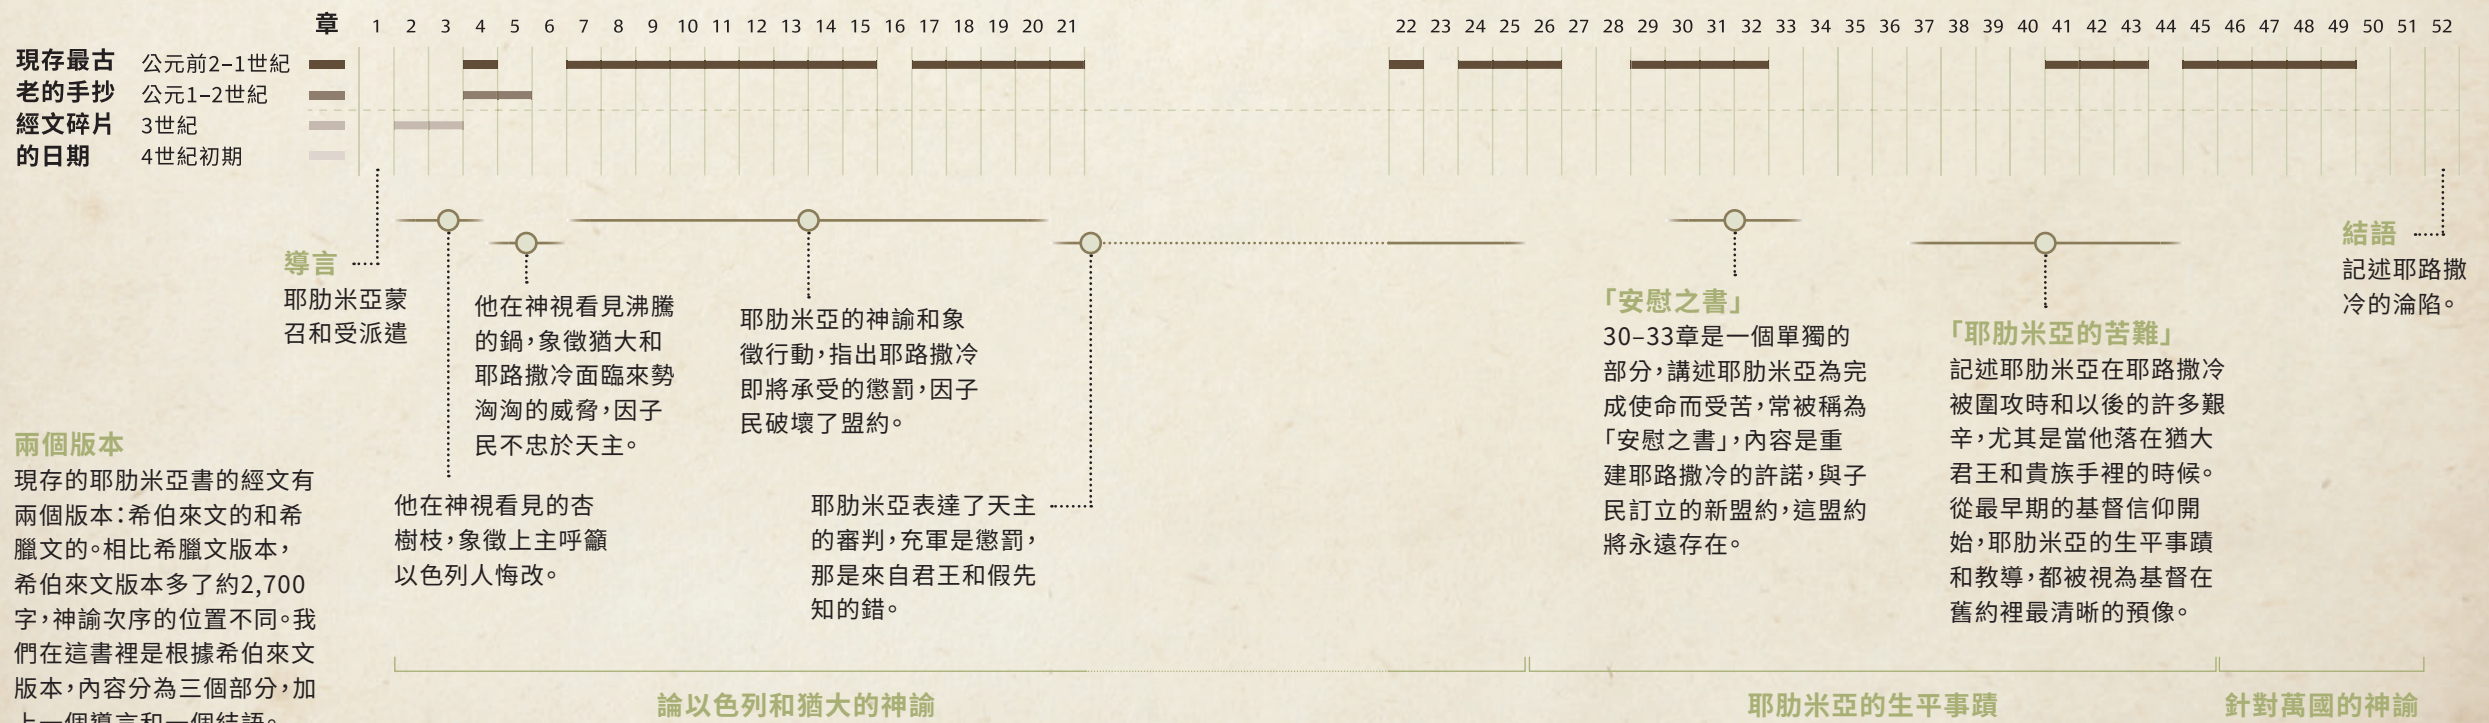 章 1 2 3 4 5 6 7 8 9 10 11 12 13 14 15 16 17 18 19 20 21 22 23 24 25 26 27 28 29 30 31 32 33 34 35 36 37 38 39 40 41 42 43 44 45 46 47 48 49 50 51 52
現存最古
老的手抄
經文碎片
的日期
公元前2–1世紀
公元1–2世紀
3世紀
4世紀初期
導言
耶肋米亞蒙
召和受派遣
他在神視看見沸騰
的鍋，象徵猶大和
耶路撒冷面臨來勢
洶洶的威脅，因子
民不忠於天主。
他在神視看見的杏
樹枝，象徵上主呼籲
以色列人悔改。
耶肋米亞的神諭和象
徵行動，指出耶路撒冷
即將承受的懲罰，因子
民破壞了盟約。
耶肋米亞表達了天主
的審判，充軍是懲罰，
那是來自君王和假先
知的錯。
「安慰之書」
30–33章是一個單獨的
部分，講述耶肋米亞為完
成使命而受苦，常被稱為
「安慰之書」，內容是重
建耶路撒冷的許諾，與子
民訂立的新盟約，這盟約
將永遠存在。
「耶肋米亞的苦難」
記述耶肋米亞在耶路撒冷
被圍攻時和以後的許多艱
辛，尤其是當他落在猶大
君王和貴族手裡的時候。
從最早期的基督信仰開
始，耶肋米亞的生平事蹟
和教導，都被視為基督在
舊約裡最清晰的預像。
結語
記述耶路撒
冷的淪陷。
兩個版本
現存的耶肋米亞書的經文有
兩個版本：希伯來文的和希
臘文的。相比希臘文版本，
希伯來文版本多了約2,700
字，神諭次序的位置不同。我
們在這書裡是根據希伯來文
版本，內容分為三個部分，加
上一個導言和一個結語。
論以色列和猶大的神諭
耶肋米亞的生平事蹟
針對萬國的神諭